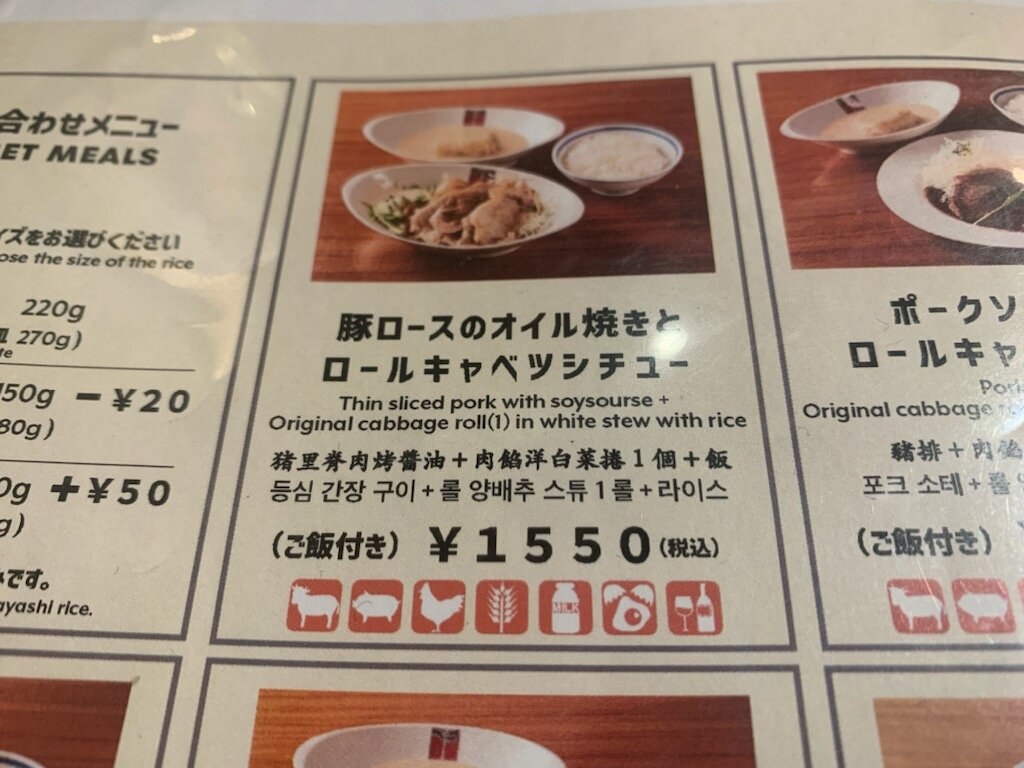 合わせメニュー
SET MEALS
イズをお選びください
ose the size of the rice
220g
270g)
150g －¥20
80g)
0g ＋¥50
g)
です。
ayashi rice.
豚ロースのオイル焼きと
ロールキャベツシチュー
Thin sliced pork with soysourse +
Original cabbage roll(1) in white stew with rice
猪里脊肉烤醬油＋肉餡洋白菜捲１個＋飯
등심 간장 구이＋롤 양배추 스튜 1 롤＋라이스
（ご飯付き） ¥１５５０(税込)
MILK
ポークソ
ロールキャ
Pori
Original cabbage
豬排＋肉餡
포크 소테＋롤
（ご飯付き）